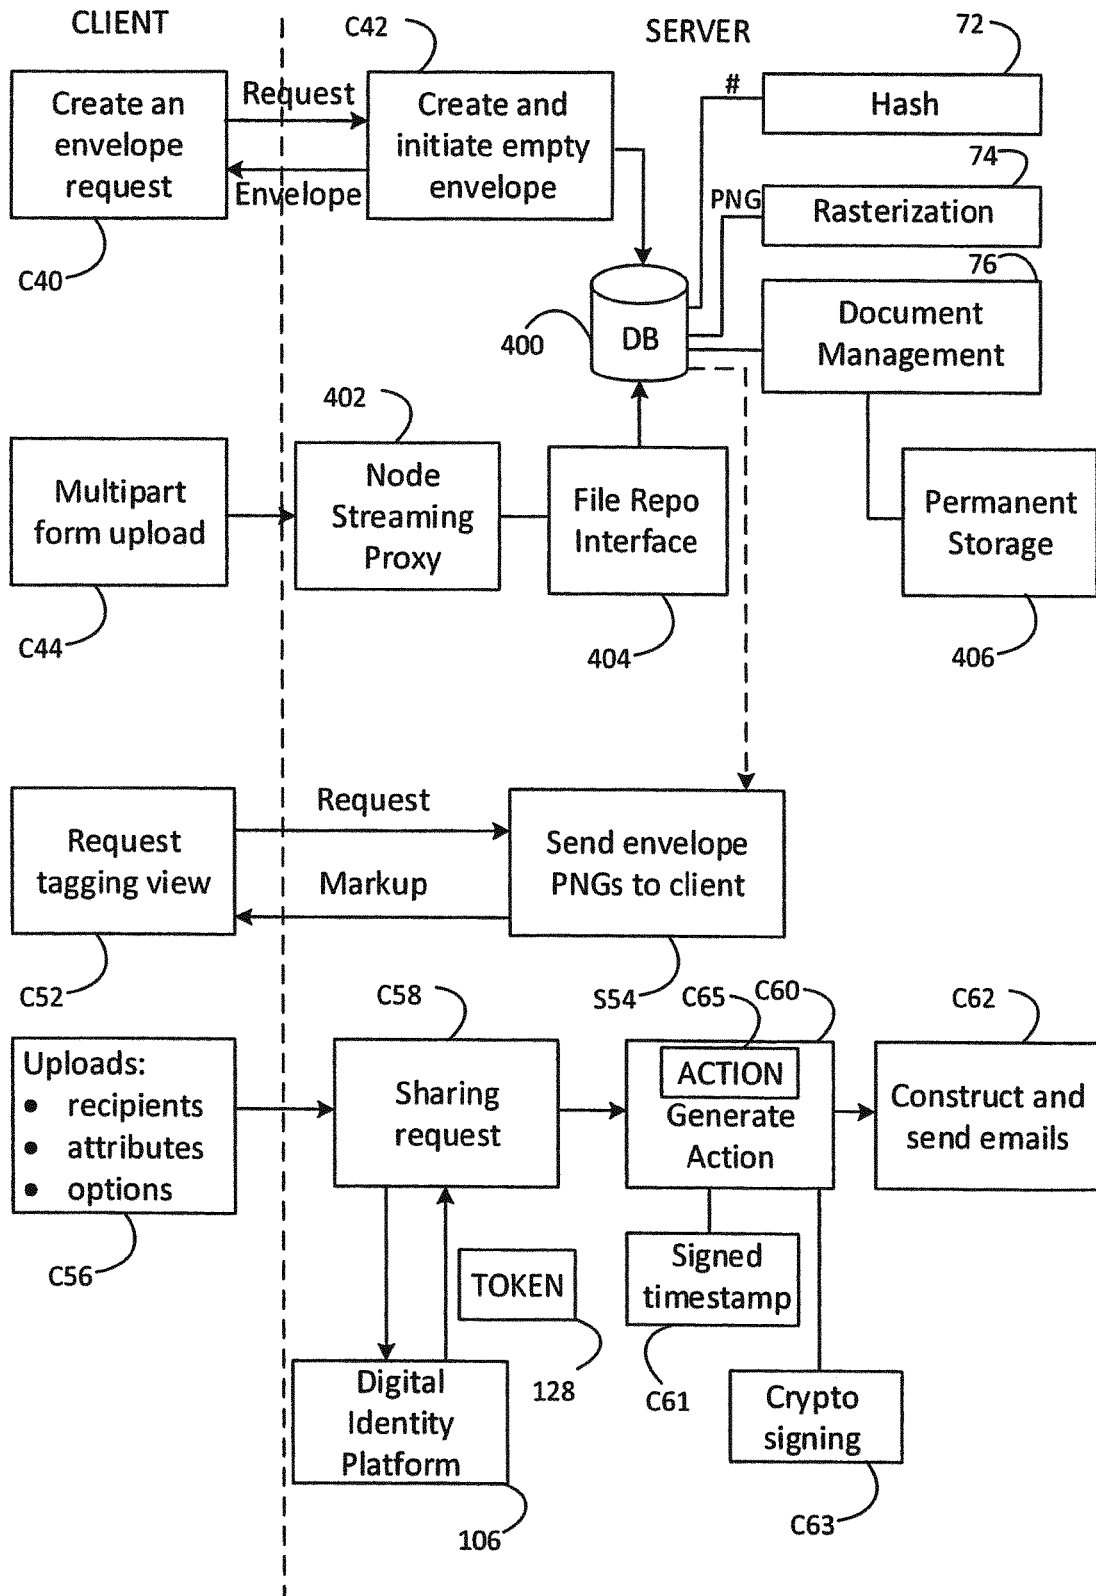 CLIENT
SERVER
C42
72
Create an
envelope
request
Request
Envelope
Create and
initiate empty
envelope
#
Hash
74
PNG
Rasterization
C40
76
400
DB
Document
Management
402
Multipart
form upload
Node
Streaming
Proxy
File Repo
Interface
Permanent
Storage
C44
404
406
Request
tagging view
Request
Markup
Send envelope
PNGs to client
C52
S54
C58
C65
C60
C62
Uploads:
• recipients
• attributes
• options
Sharing
request
ACTION
Generate
Action
Construct and
send emails
C56
TOKEN
Signed
timestamp
128
C61
Digital
Identity
Platform
Crypto
signing
106
C63